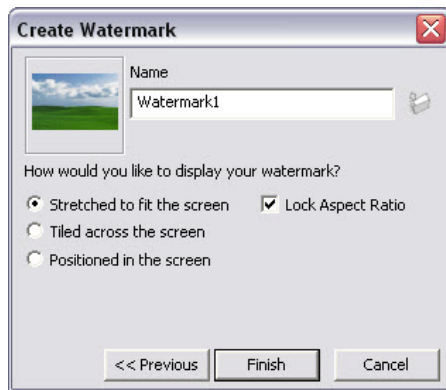 Create Watermark
Name
Watermark1
How would you like to display your watermark?
Stretched to fit the screen Lock Aspect Ratio
Tiled across the screen
Positioned in the screen
<< Previous Finish Cancel